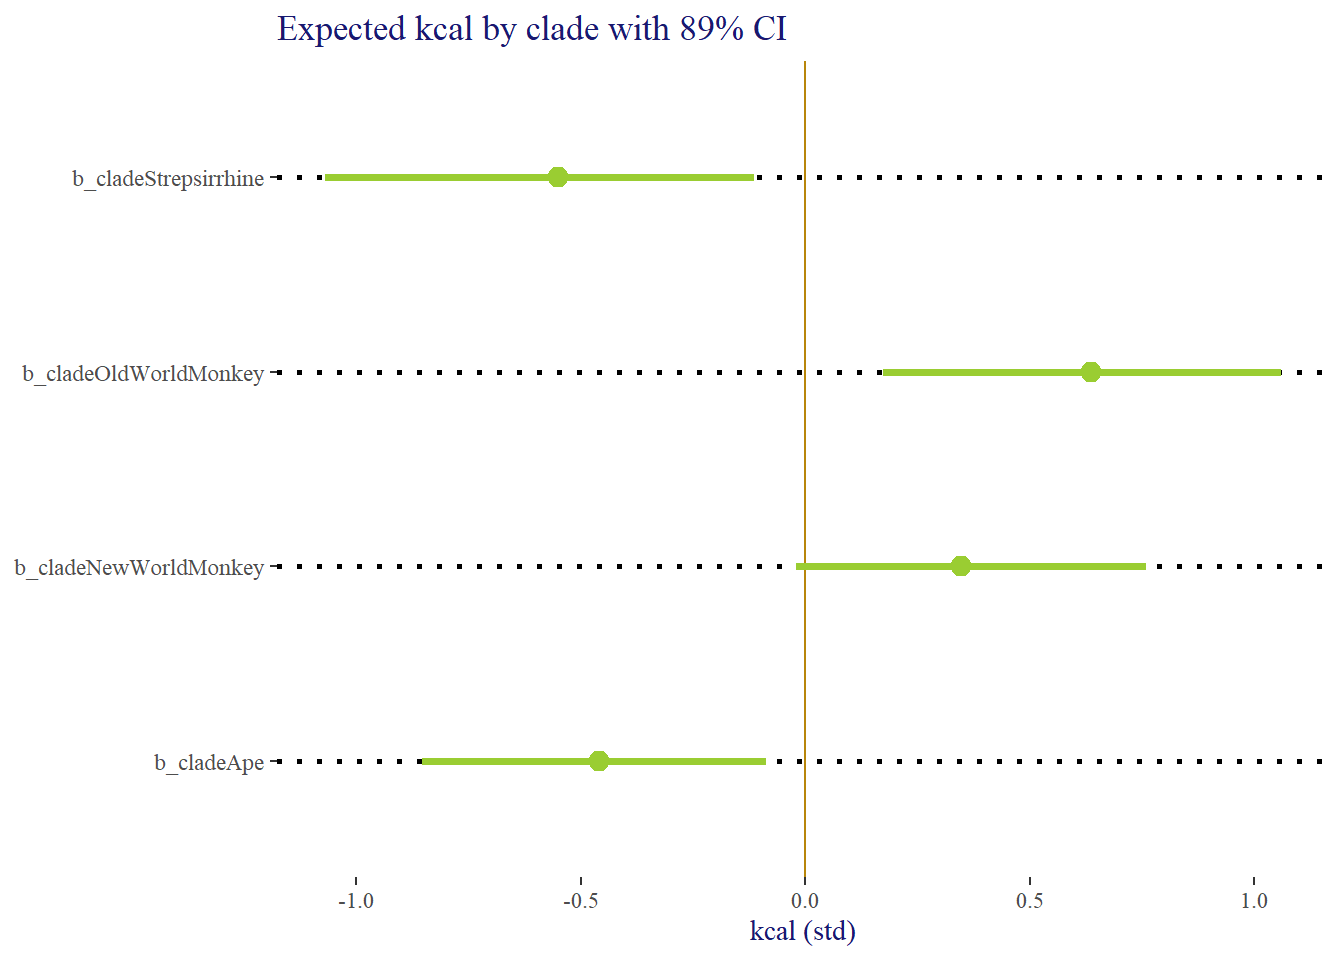 Expected kcal by clade with 89% CI
b_cladeStrepsirrhine
b_cladeOldWorldMonkey
b_cladeNewWorldMonkey
b_cladeApe
-1.0 -0.5 0.0 0.5 1.0
kcal (std)